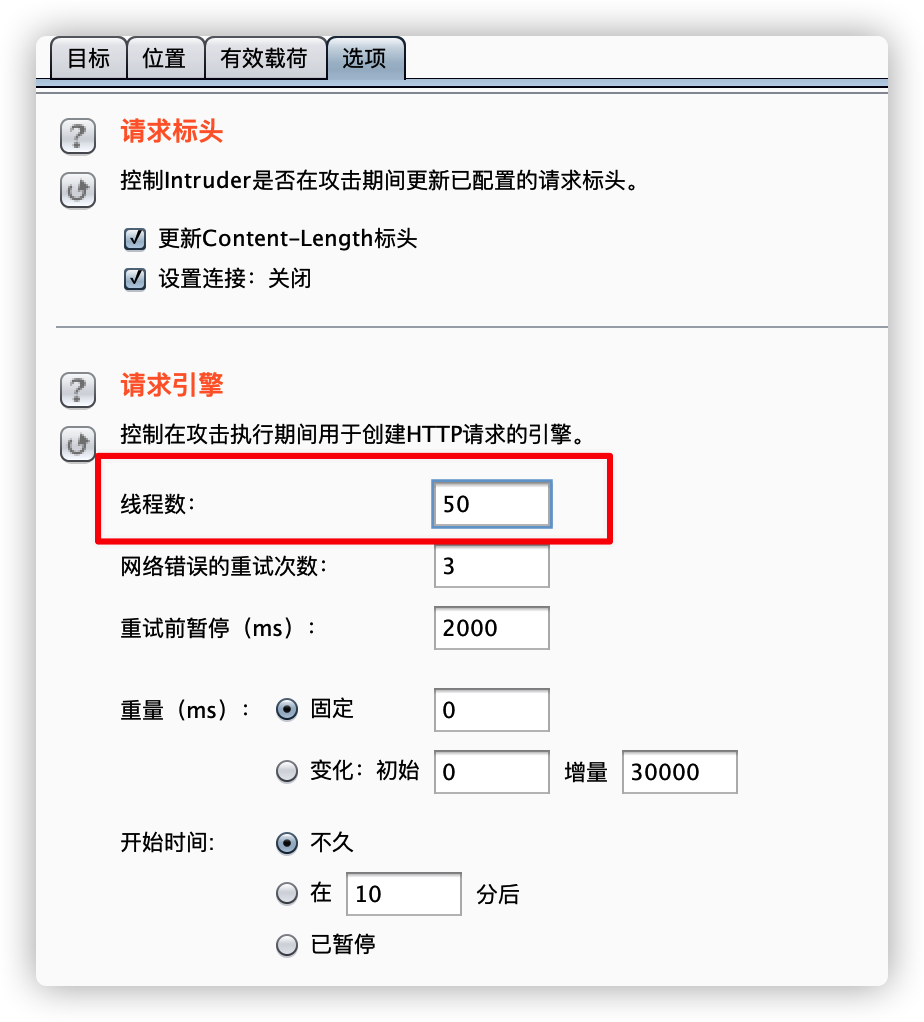 目标 位置 有效载荷 选项
? 请求标头
控制Intruder是否在攻击期间更新已配置的请求标头。
更新Content-Length标头
设置连接：关闭
? 请求引擎
控制在攻击执行期间用于创建HTTP请求的引擎。
线程数： 50
网络错误的重试次数： 3
重试前暂停（ms）： 2000
重量（ms）： 固定 0
变化：初始 0 增量 30000
开始时间: 不久
在 10 分后
已暂停